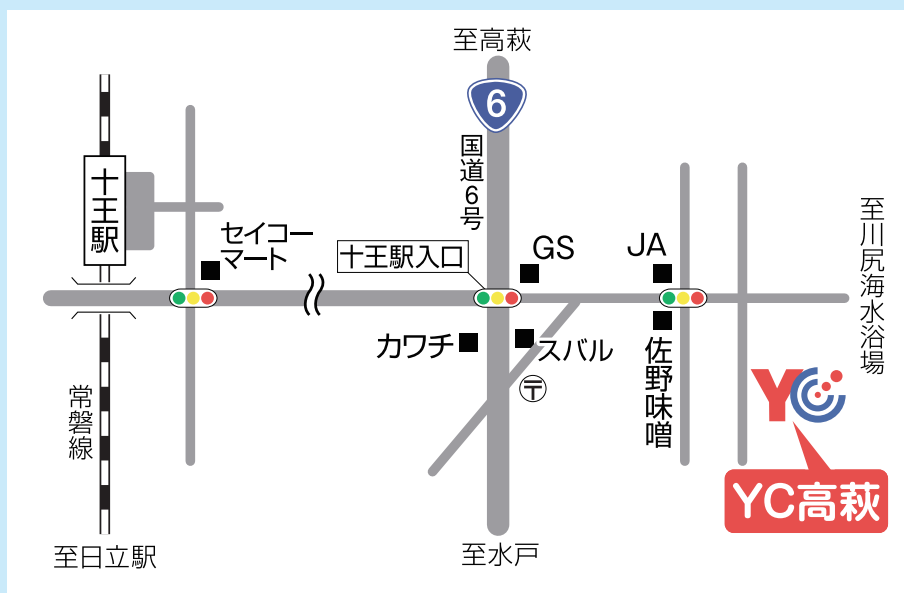 至高萩
6
国道6号
十王駅
セイコー
マート
十王駅入口
GS
JA
至川尻海水浴場
カワチ
スバル
〒
佐野味噌
常磐線
YC
YC高萩
至日立駅
至水戸